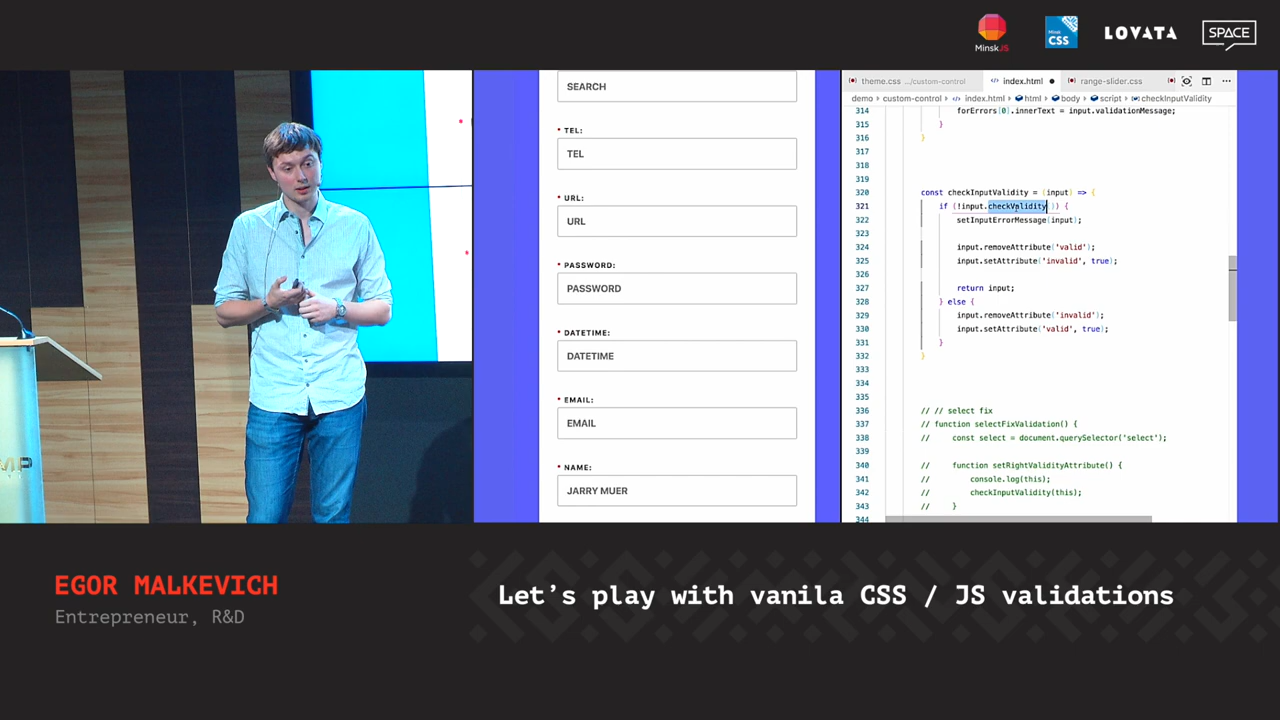 MinskJS
Minsk
CSS
LOVATA
SPACE
MP
SEARCH
* TEL:
TEL
* URL:
URL
* PASSWORD:
PASSWORD
* DATETIME:
DATETIME
* EMAIL:
EMAIL
* NAME:
JARRY MUER
theme.css .../custom-control
index.html
range-slider.css
demo › custom-control › index.html › html › body › script › checkInputValidity
314 forErrors[0].innerText = input.validationMessage;
315 }
316 }
317
318
319
320 const checkInputValidity = (input) => {
321 if (!input.checkValidity()) {
322 setInputErrorMessage(input);
323
324 input.removeAttribute('valid');
325 input.setAttribute('invalid', true);
326
327 return input;
328 } else {
329 input.removeAttribute('invalid');
330 input.setAttribute('valid', true);
331 }
332 }
333
334
335
336 // // select fix
337 // function selectFixValidation() {
338 // const select = document.querySelector('select');
339
340 // function setRightValidityAttribute() {
341 // console.log(this);
342 // checkInputValidity(this);
343 // }
344
EGOR MALKEVICH
Entrepreneur, R&D
Let's play with vanila CSS / JS validations